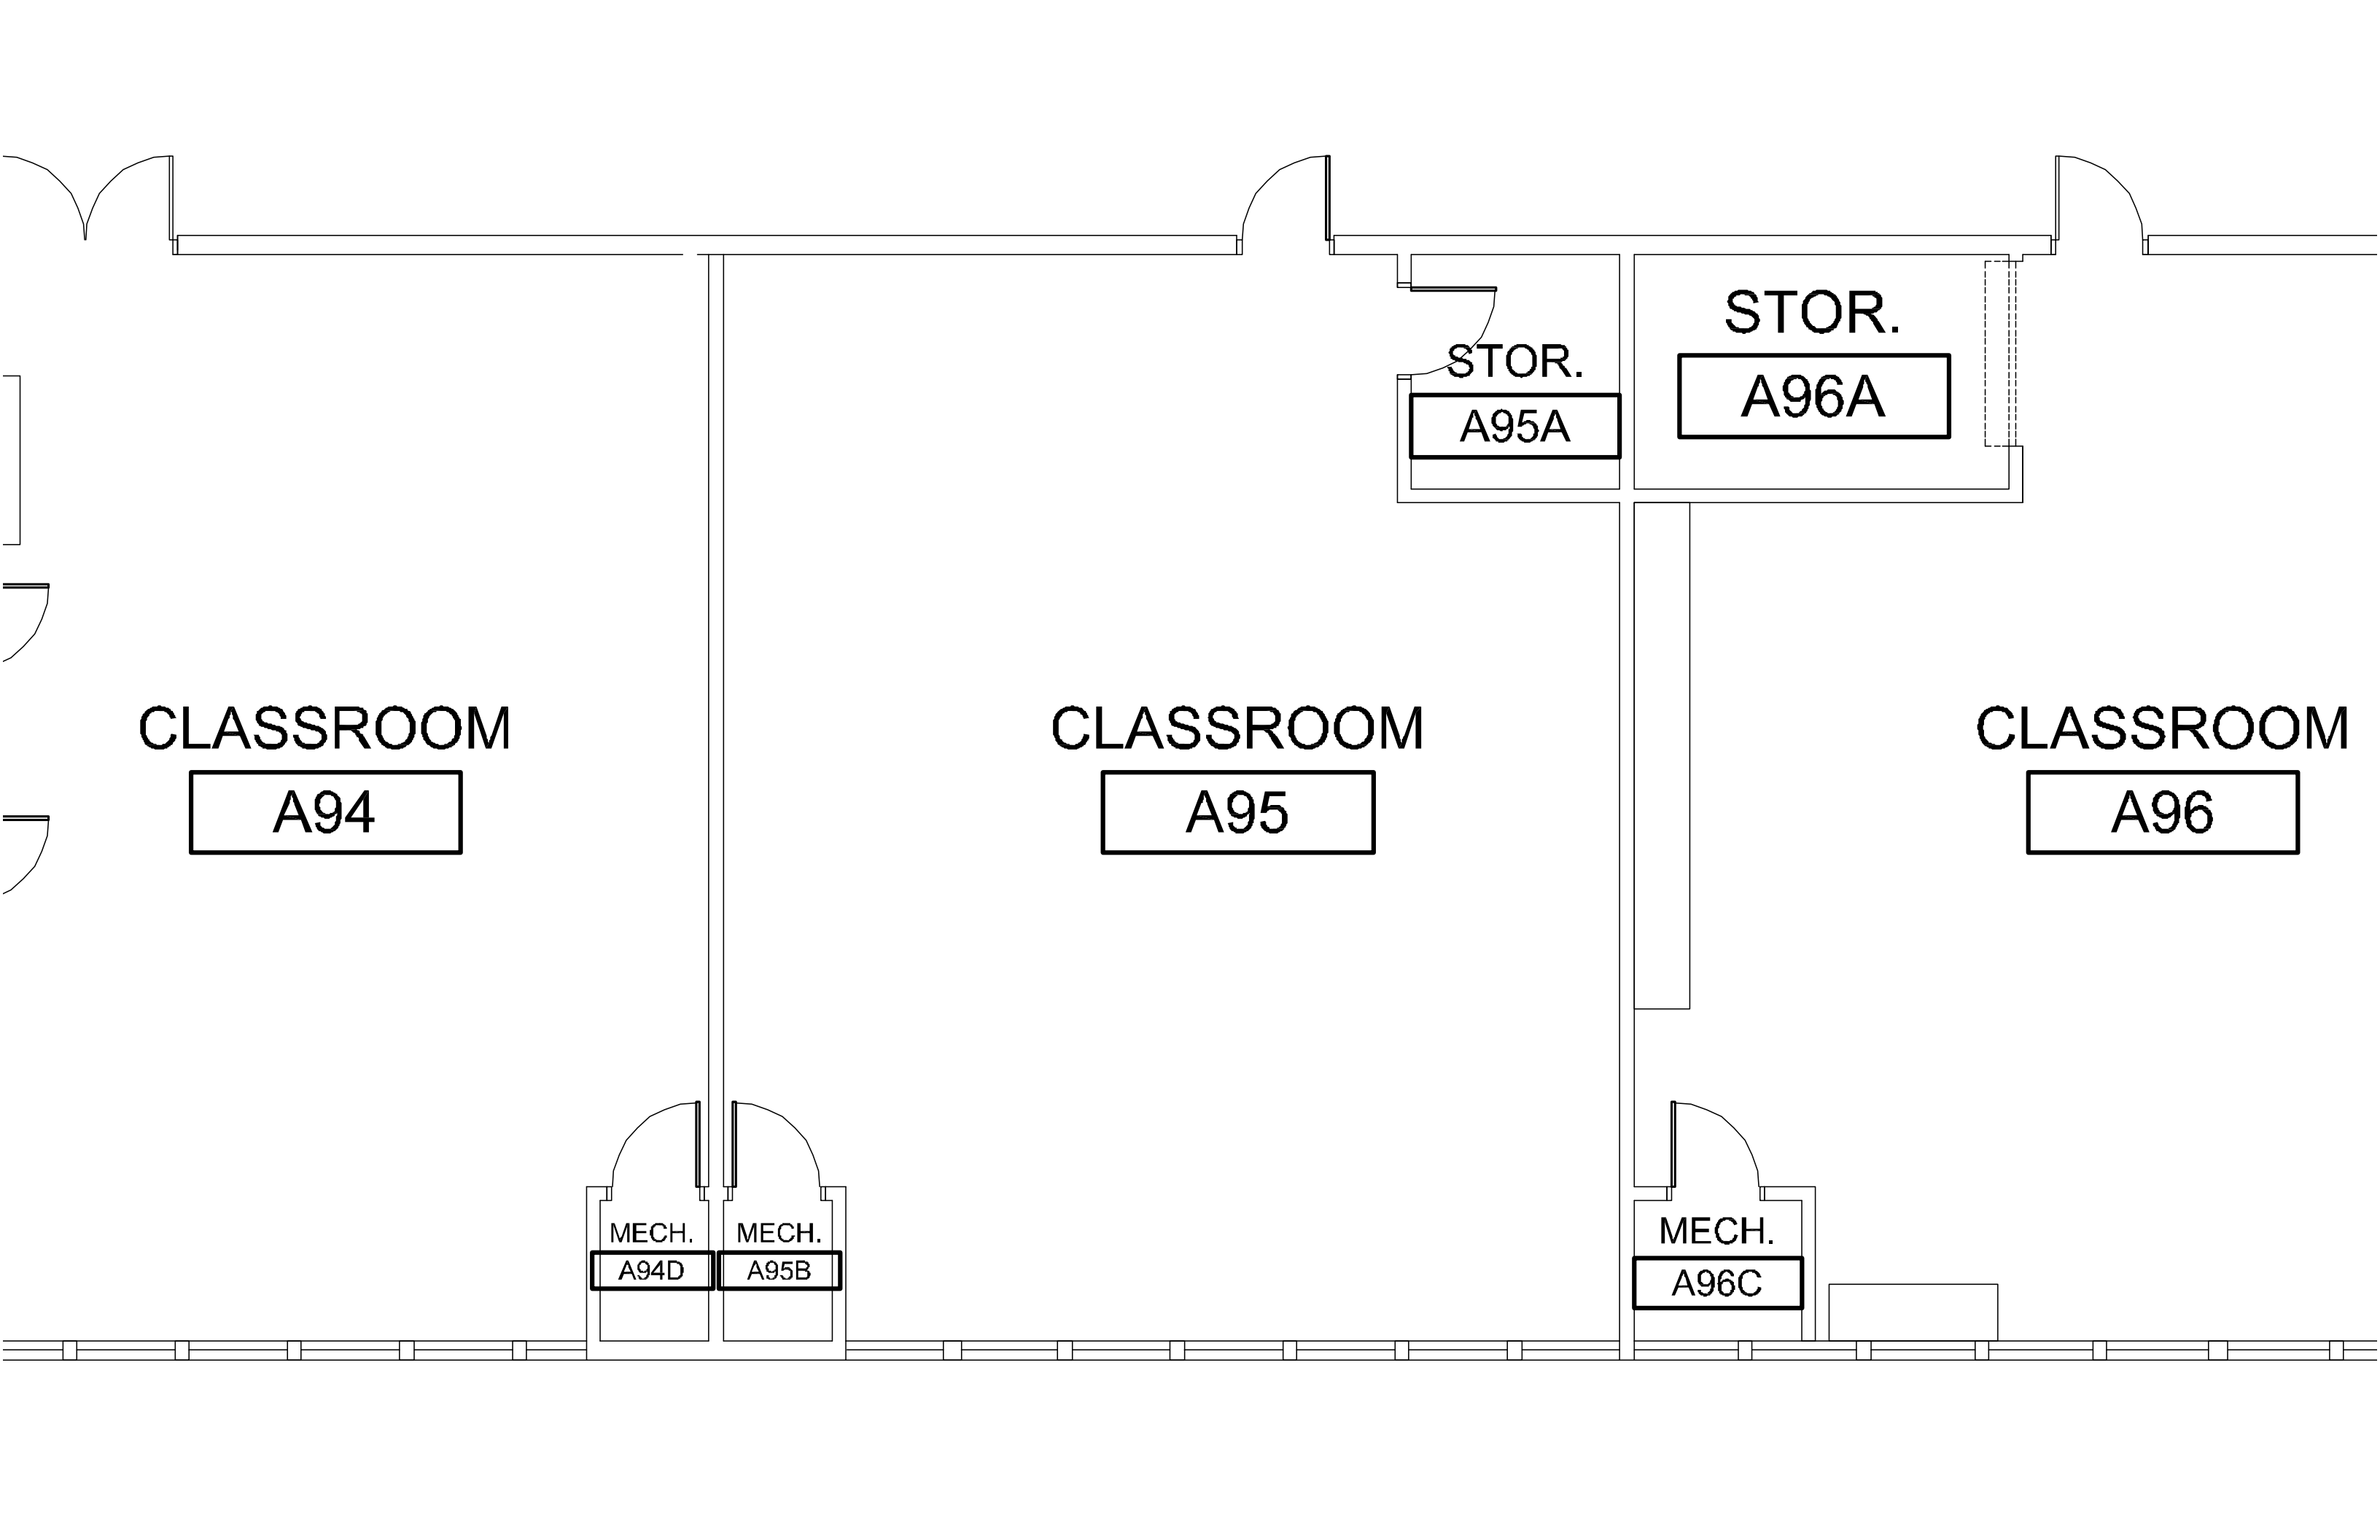 STOR.
A96A
STOR.
A95A
CLASSROOM
A94
CLASSROOM
A95
CLASSROOM
A96
MECH.
A94D
MECH.
A95B
MECH.
A96C